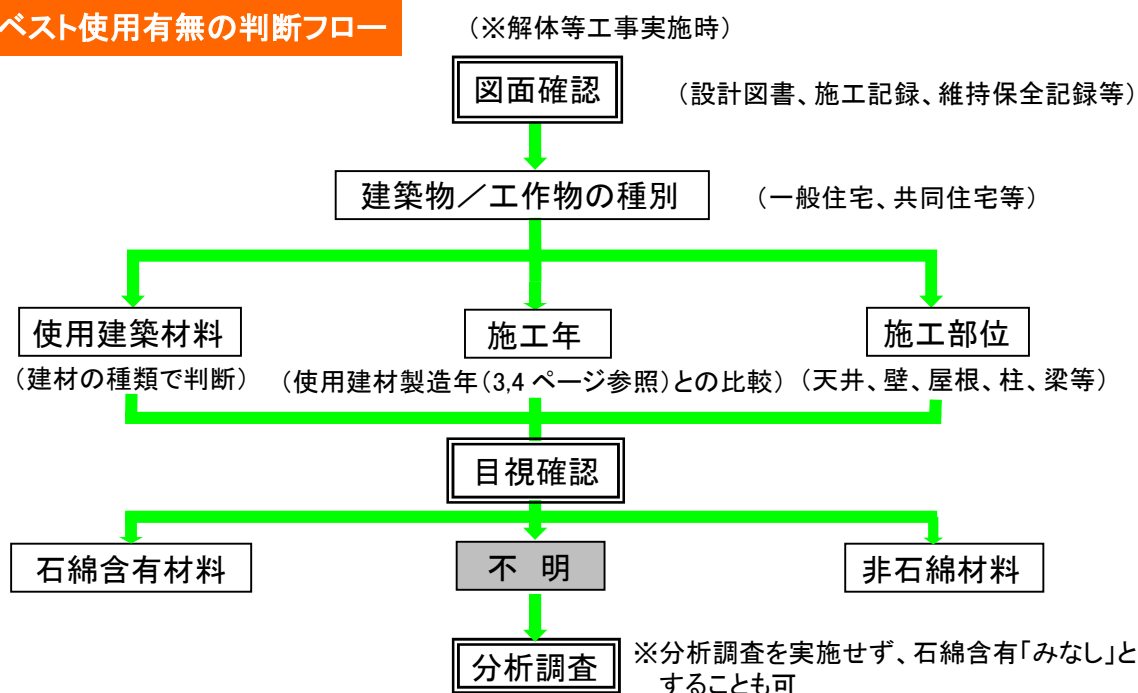 ベスト使用有無の判断フロー
（※解体等工事実施時）
図面確認
（設計図書、施工記録、維持保全記録等）
建築物／工作物の種別
（一般住宅、共同住宅等）
使用建築材料
施工年
施工部位
（建材の種類で判断）
（使用建材製造年（3,4 ページ参照）との比較）
（天井、壁、屋根、柱、梁等）
目視確認
石綿含有材料
不 明
非石綿材料
分析調査
※分析調査を実施せず、石綿含有「みなし」と
することも可